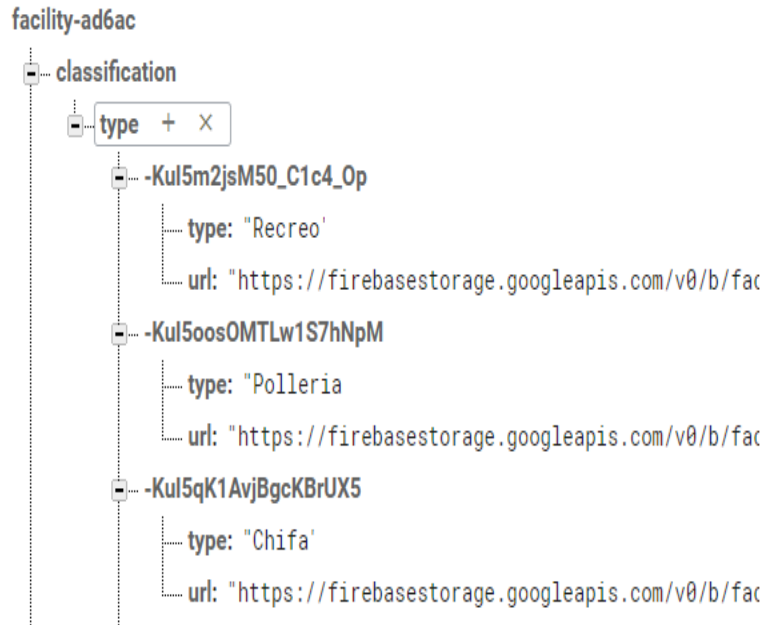 facility-ad6ac
classification
type + ×
-Kul5m2jsM50_C1c4_Op
type: "Recreo'
url: "https://firebasestorage.googleapis.com/v0/b/fac
-Kul5oosOMTLw1S7hNpM
type: "Polleria
url: "https://firebasestorage.googleapis.com/v0/b/fac
-Kul5qK1AvjBgcKBrUX5
type: "Chifa'
url: "https://firebasestorage.googleapis.com/v0/b/fac